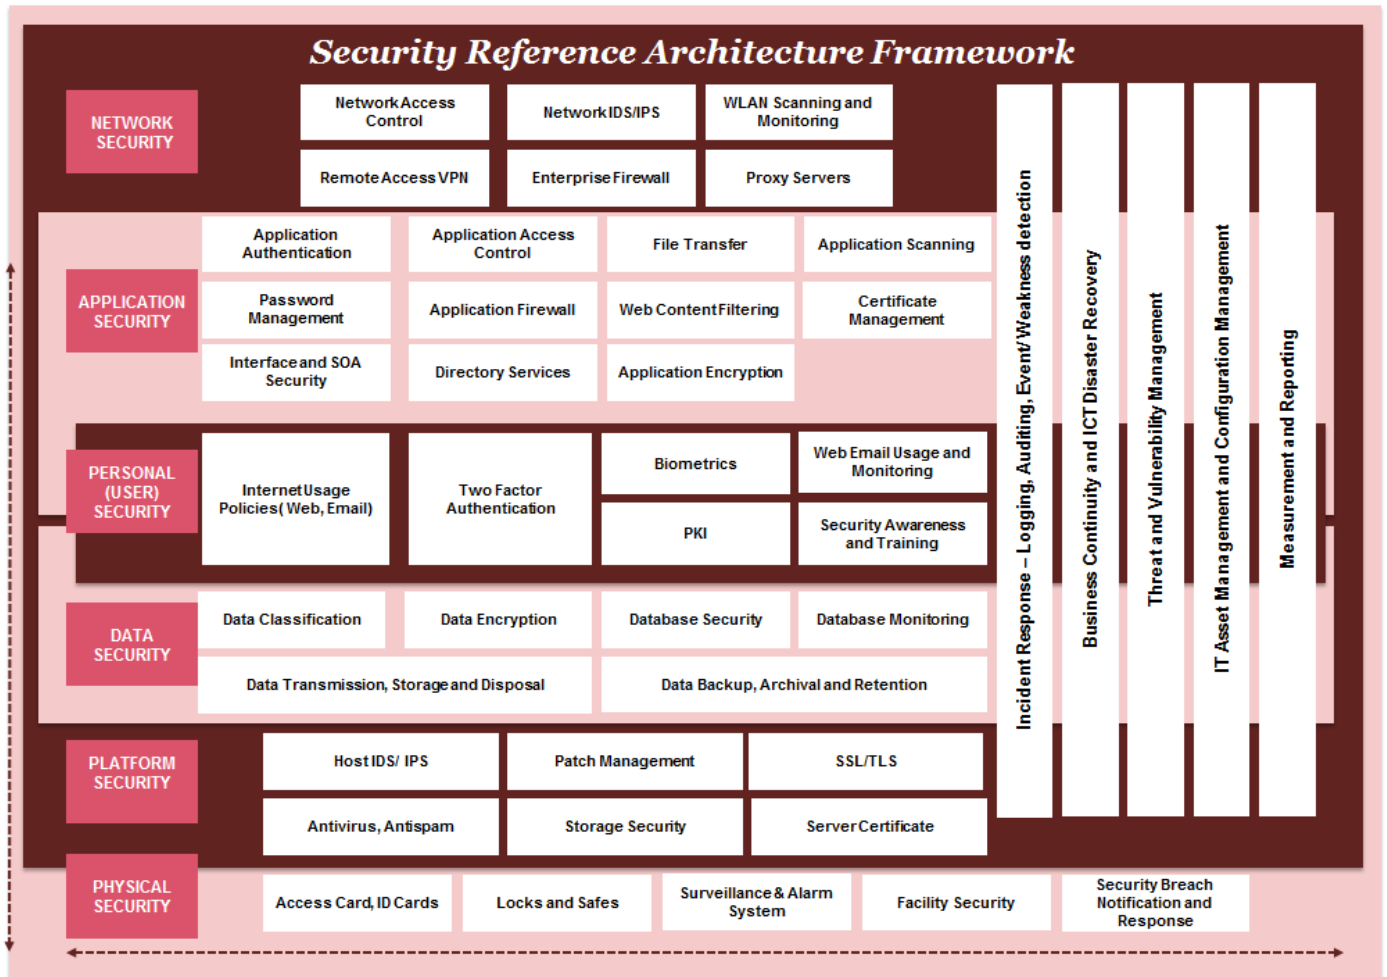 Security Reference Architecture Framework
NETWORK
SECURITY
Network Access
Control
Network IDS/IPS
WLAN Scanning and
Monitoring
Remote Access VPN
Enterprise Firewall
Proxy Servers
APPLICATION
SECURITY
Application
Authentication
Application Access
Control
File Transfer
Application Scanning
Password
Management
Application Firewall
Web Content Filtering
Certificate
Management
Interface and SOA
Security
Directory Services
Application Encryption
PERSONAL
(USER)
SECURITY
Internet Usage
Policies( Web, Email)
Two Factor
Authentication
Biometrics
Web Email Usage and
Monitoring
PKI
Security Awareness
and Training
DATA
SECURITY
Data Classification
Data Encryption
Database Security
Database Monitoring
Data Transmission, Storage and Disposal
Data Backup, Archival and Retention
PLATFORM
SECURITY
Host IDS/ IPS
Patch Management
SSL/TLS
Antivirus, Antispam
Storage Security
Server Certificate
PHYSICAL
SECURITY
Access Card, ID Cards
Locks and Safes
Surveillance & Alarm
System
Facility Security
Security Breach
Notification and
Response
Incident Response – Logging, Auditing, Event/ Weakness detection
Business Continuity and ICT Disaster Recovery
Threat and Vulnerability Management
IT Asset Management and Configuration Management
Measurement and Reporting